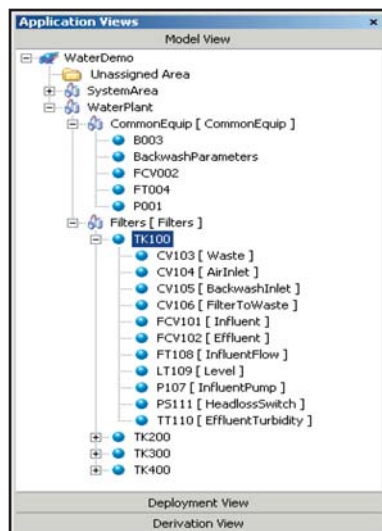 Application Views
Model View
WaterDemo
Unassigned Area
SystemArea
WaterPlant
CommonEquip [ CommonEquip ]
B003
BackwashParameters
FCV002
FT004
P001
Filters [ Filters ]
TK100
CV103 [ Waste ]
CV104 [ AirInlet ]
CV105 [ BackwashInlet ]
CV106 [ FilterToWaste ]
FCV101 [ Influent ]
FCV102 [ Effluent ]
FT108 [ InfluentFlow ]
LT109 [ Level ]
P107 [ InfluentPump ]
PS111 [ HeadlossSwitch ]
TT110 [ EffluentTurbidity ]
TK200
TK300
TK400
Deployment View
Derivation View